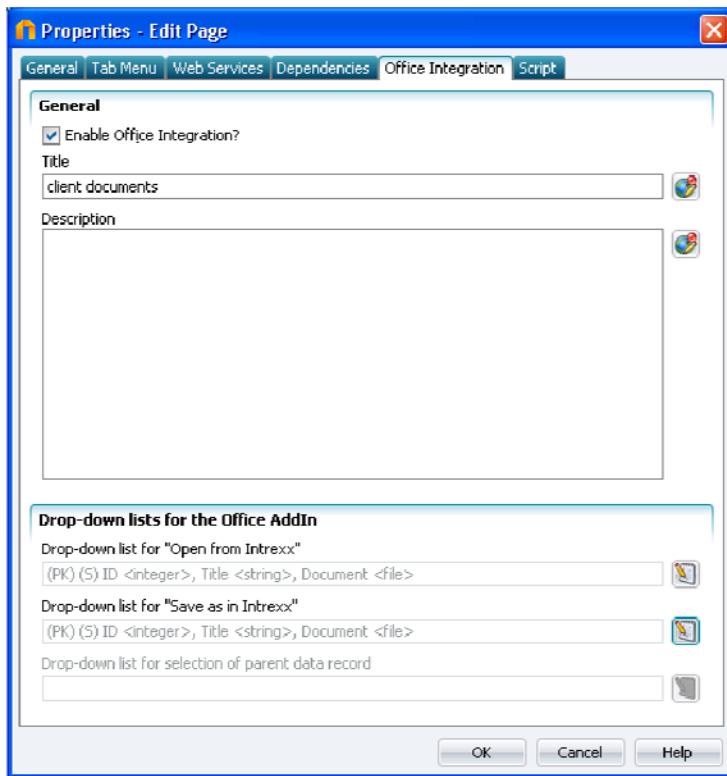 Properties - Edit Page
General Tab Menu Web Services Dependencies Office Integration Script
General
Enable Office Integration?
Title
client documents
Description
Drop-down lists for the Office AddIn
Drop-down list for "Open from Intrexx"
(PK) (S) ID <integer>, Title <string>, Document <file>
Drop-down list for "Save as in Intrexx"
(PK) (S) ID <integer>, Title <string>, Document <file>
Drop-down list for selection of parent data record
OK Cancel Help